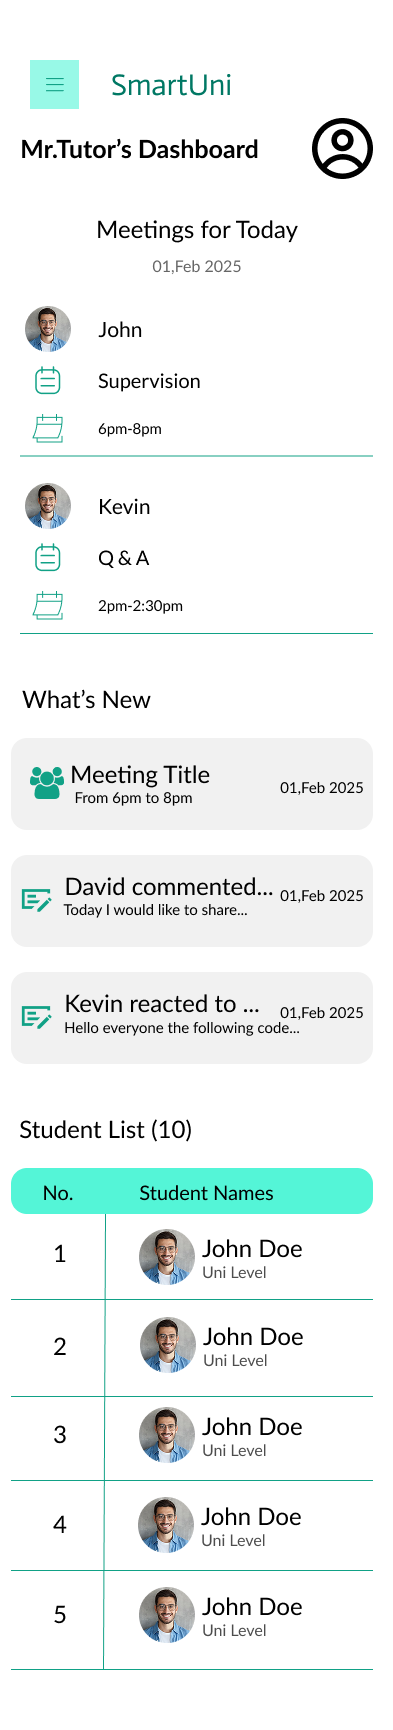 SmartUni
Mr.Tutor’s Dashboard
Meetings for Today
01,Feb 2025
John
Supervision
6pm-8pm
Kevin
Q & A
2pm-2:30pm
What’s New
Meeting Title
From 6pm to 8pm
01,Feb 2025
David commented...
Today I would like to share...
01,Feb 2025
Kevin reacted to ...
Hello everyone the following code...
01,Feb 2025
Student List (10)
No. Student Names
1 John Doe
Uni Level
2 John Doe
Uni Level
3 John Doe
Uni Level
4 John Doe
Uni Level
5 John Doe
Uni Level